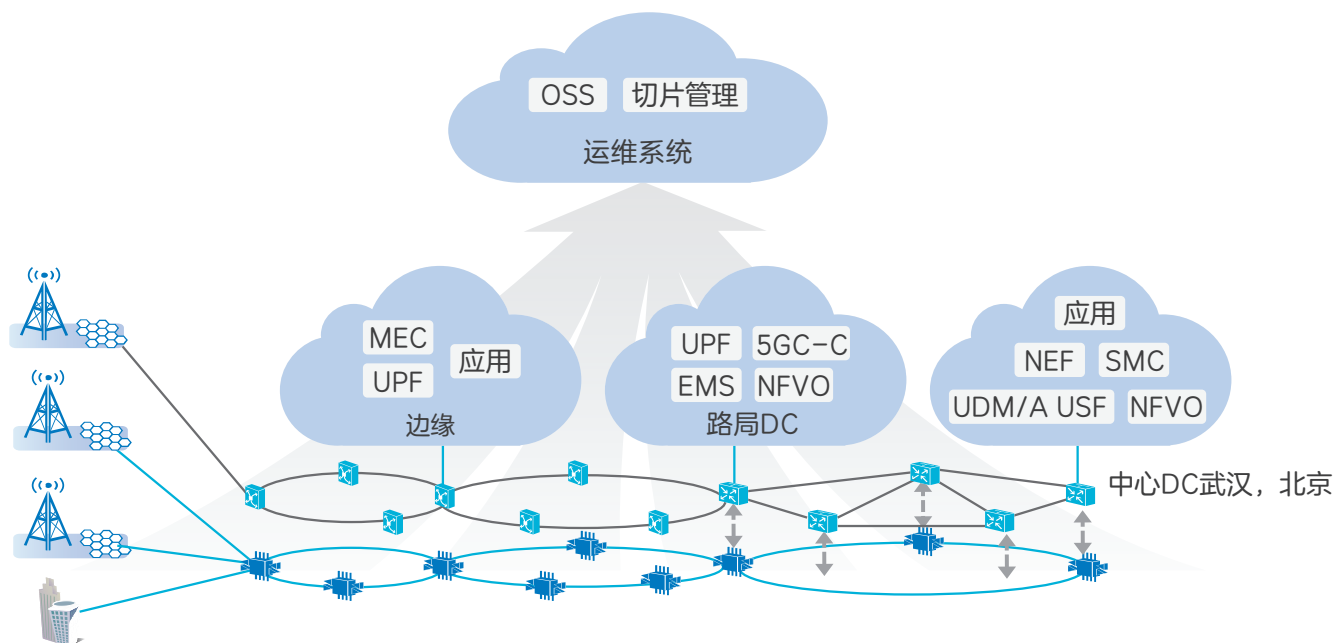 OSS 切片管理
运维系统
MEC
UPF
应用
边缘
UPF 5GC-C
EMS NFVO
路局DC
应用
NEF SMC
UDM/A USF NFVO
中心DC武汉，北京